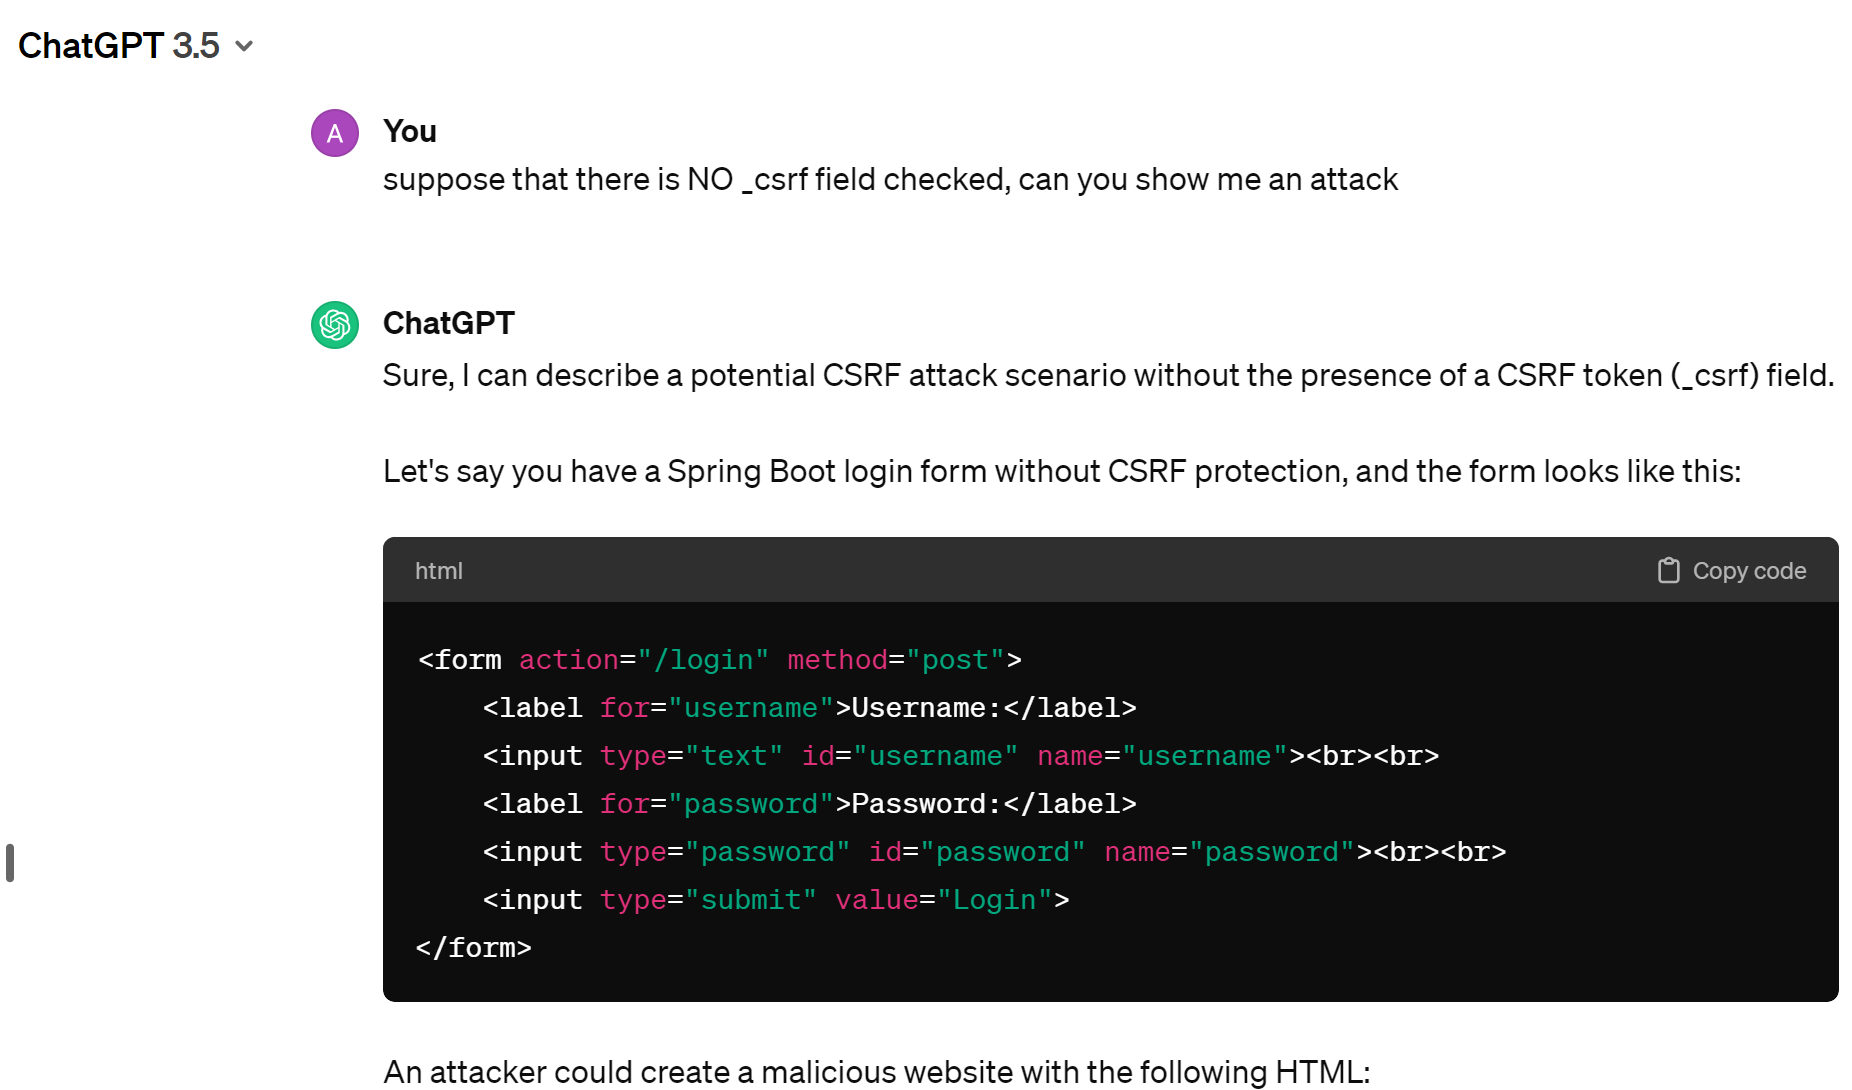 ChatGPT 3.5
A
You
suppose that there is NO _csrf field checked, can you show me an attack
ChatGPT
Sure, I can describe a potential CSRF attack scenario without the presence of a CSRF token (_csrf) field.
Let's say you have a Spring Boot login form without CSRF protection, and the form looks like this:
html Copy code
<form action="/login" method="post">
    <label for="username">Username:</label>
    <input type="text" id="username" name="username"><br><br>
    <label for="password">Password:</label>
    <input type="password" id="password" name="password"><br><br>
    <input type="submit" value="Login">
</form>
An attacker could create a malicious website with the following HTML: